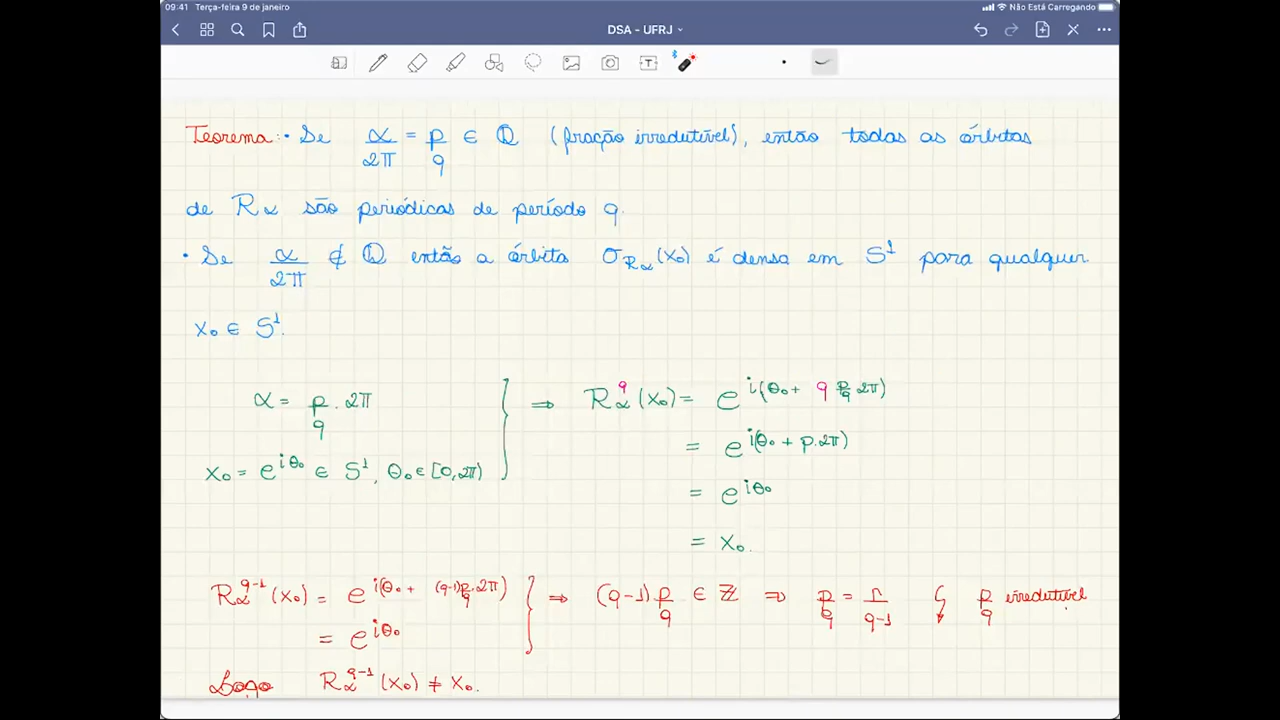 09:41 Terça-feira 9 de janeiro
Não Está Carregando
DSA - UFRJ
Teorema: • Se α/2π = p/q ∈ ℚ (fração irredutível), então todas as órbitas
de Rα são periódicas de período q.
• Se α/2π ∉ ℚ então a órbita σ_Rα(x₀) é densa em S¹ para qualquer
x₀ ∈ S¹.
α = p/q . 2π
x₀ = e^{iθ₀} ∈ S¹, θ₀ ∈ [0,2π)
} ⇒ Rα^q(x₀) = e^{i(θ₀ + q p/q 2π)}
= e^{i(θ₀ + p.2π)}
= e^{iθ₀}
= x₀.
Rα^{q-1}(x₀) = e^{i(θ₀ + (q-1)p/q.2π)}
= e^{iθ₀}
} ⇒ (q-1) p/q ∈ ℤ ⇒ p/q = r/q-1 ↯ p/q irredutível
Logo Rα^{q-1}(x₀) ≠ x₀.